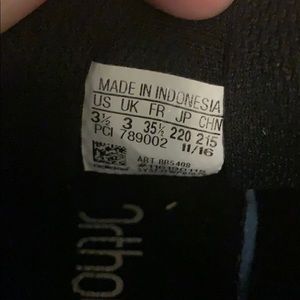 MADE IN INDONESIA
US UK FR JP CHN
3½ 3 35½ 220 215
PCI 789002 11/16
ART
Ortho